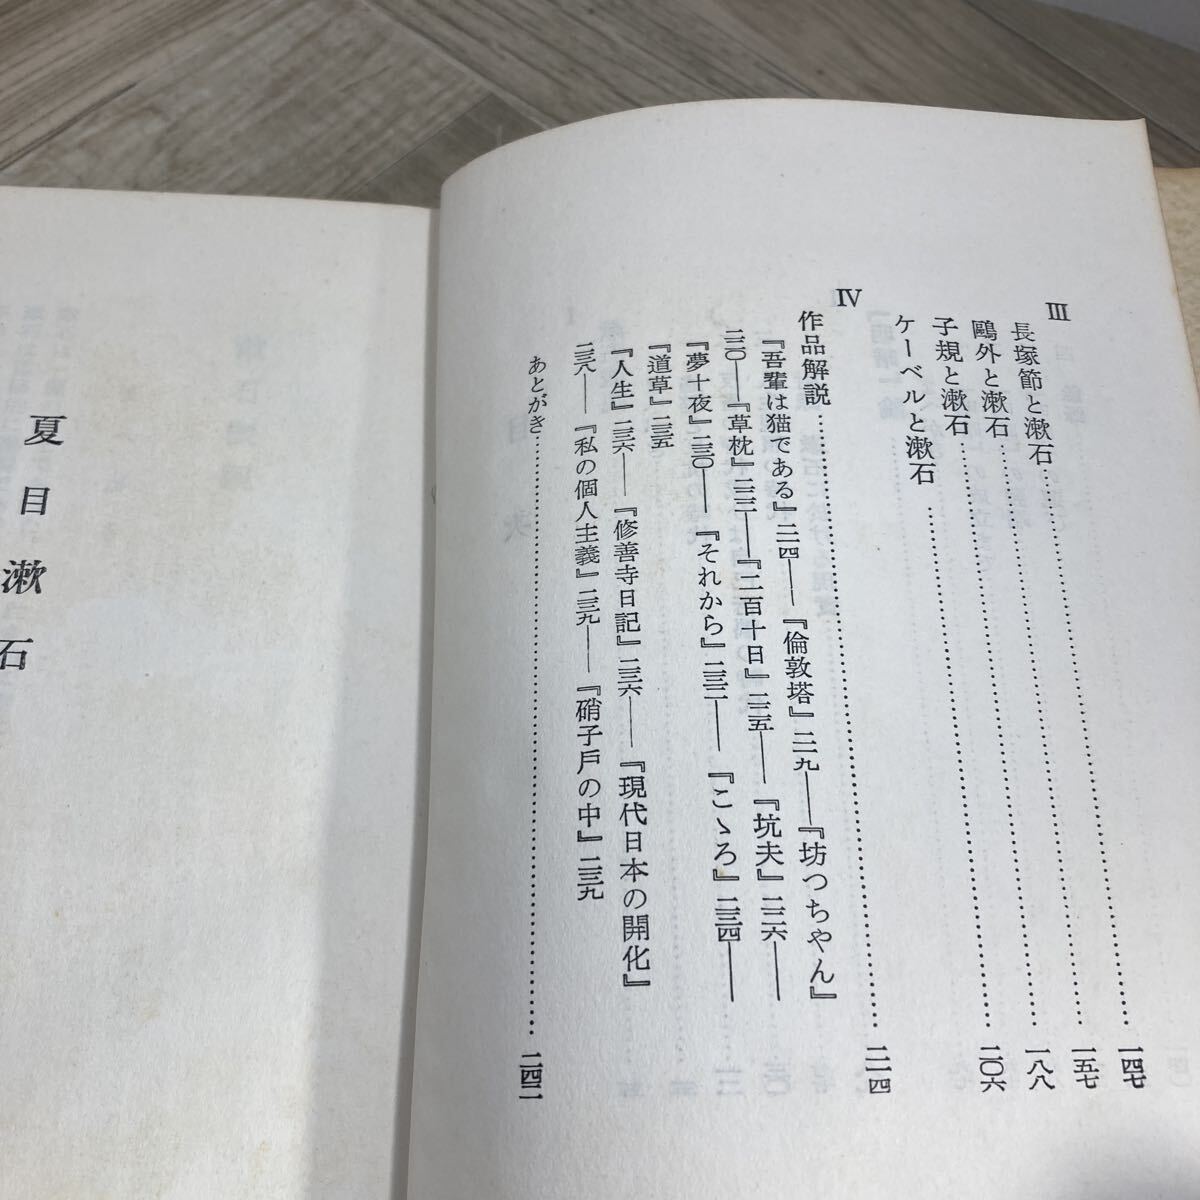 III
長塚節と漱石……………………一四七
鷗外と漱石……………………一五七
子規と漱石……………………一八八
ケーベルと漱石……………………二〇六
IV
作品解説……………………二一四
『吾輩は猫である』二一四――『倫敦塔』二一九――『坊つちやん』
二二〇――『草枕』二二三――『二百十日』二二五――『坑夫』二二六――
『夢十夜』二三〇――『それから』二三二――『こゝろ』二三四――
『道草』二三五
『人生』二三六――『修善寺日記』二三六――『現代日本の開化』
二三八――『私の個人主義』二三九――『硝子戸の中』二三九
あとがき……………………二四二
夏目漱石